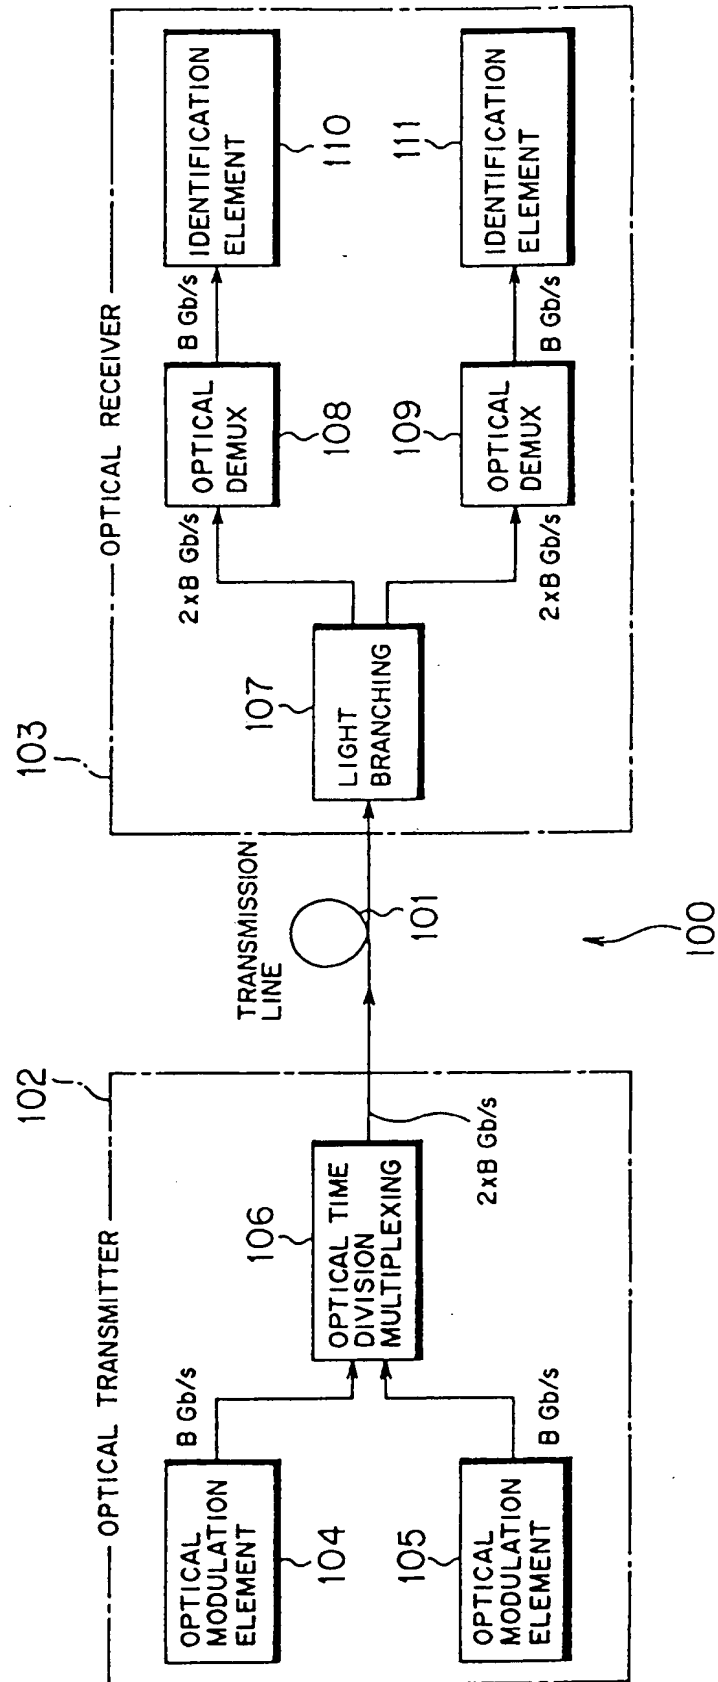 102
OPTICAL TRANSMITTER
OPTICAL
MODULATION
ELEMENT
104
B Gb/s
OPTICAL
MODULATION
ELEMENT
105
B Gb/s
106
OPTICAL TIME
DIVISION
MULTIPLEXING
2xB Gb/s
TRANSMISSION
LINE
101
100
103
OPTICAL RECEIVER
107
LIGHT
BRANCHING
2xB Gb/s
OPTICAL
DEMUX
108
B Gb/s
IDENTIFICATION
ELEMENT
110
2xB Gb/s
OPTICAL
DEMUX
109
B Gb/s
IDENTIFICATION
ELEMENT
111